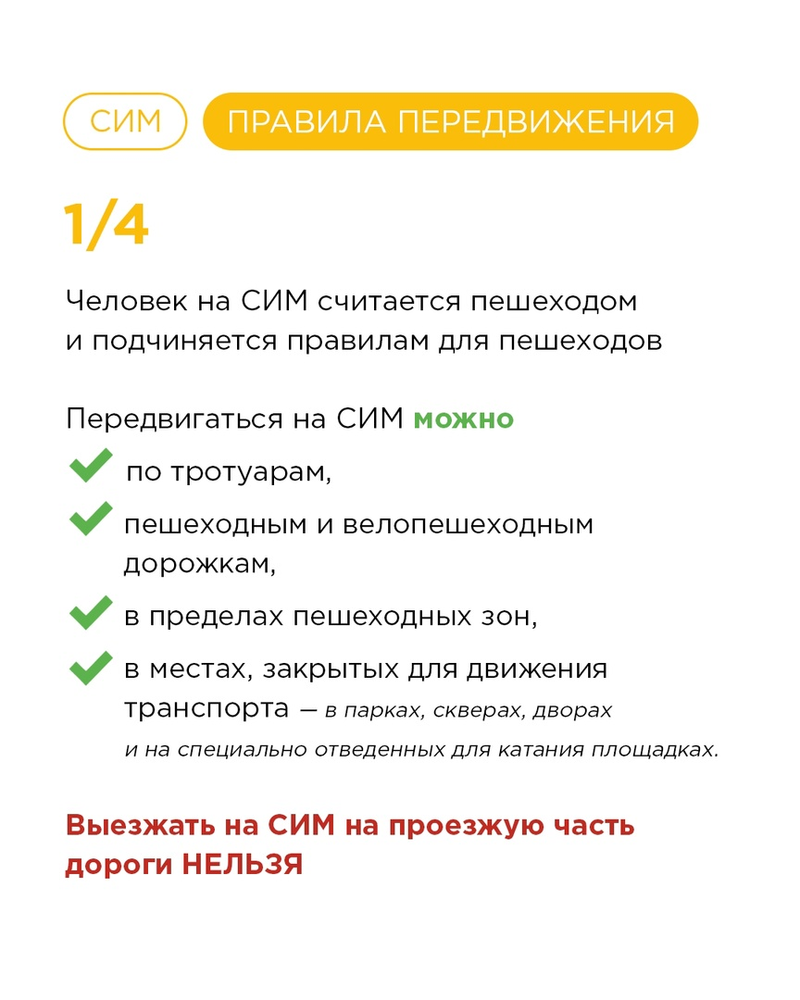 СИМ ПРАВИЛА ПЕРЕДВИЖЕНИЯ
1/4
Человек на СИМ считается пешеходом
и подчиняется правилам для пешеходов
Передвигаться на СИМ можно
по тротуарам,
пешеходным и велопешеходным
дорожкам,
в пределах пешеходных зон,
в местах, закрытых для движения
транспорта – в парках, скверах, дворах
и на специально отведенных для катания площадках.
Выезжать на СИМ на проезжую часть
дороги НЕЛЬЗЯ